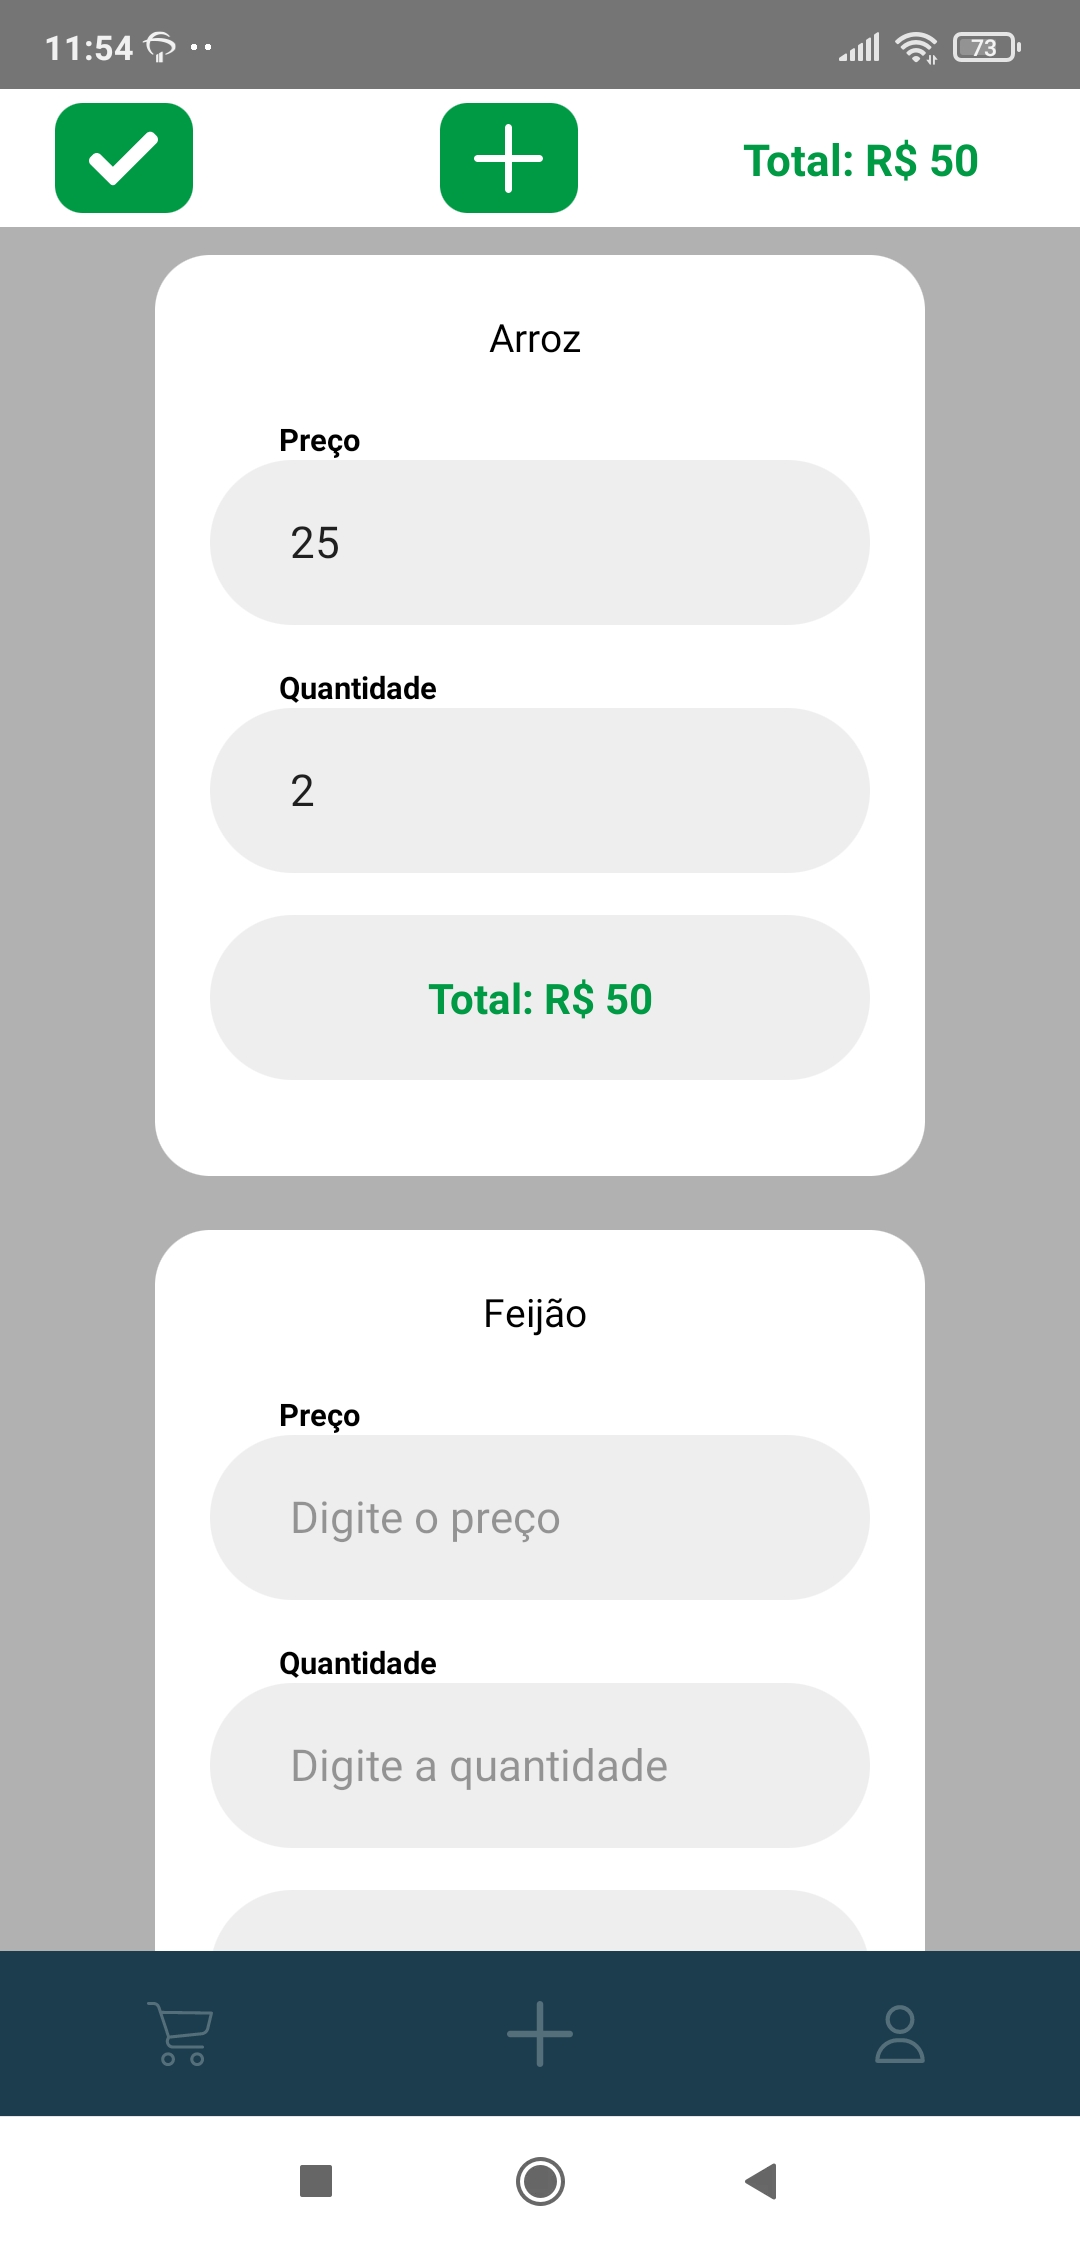 11:54
73
Total: R$ 50
Arroz
Preço
25
Quantidade
2
Total: R$ 50
Feijão
Preço
Digite o preço
Quantidade
Digite a quantidade